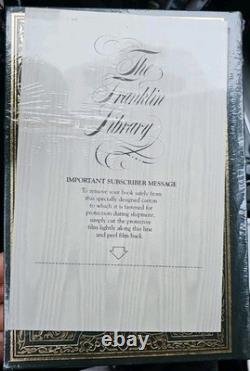 The
Franklin
Library
IMPORTANT SUBSCRIBER MESSAGE
To remove your book safely from
this specially designed carton
to which it is fastened for
protection during shipment,
simply cut the protective
film lightly along this line
and peel film back.
ebay